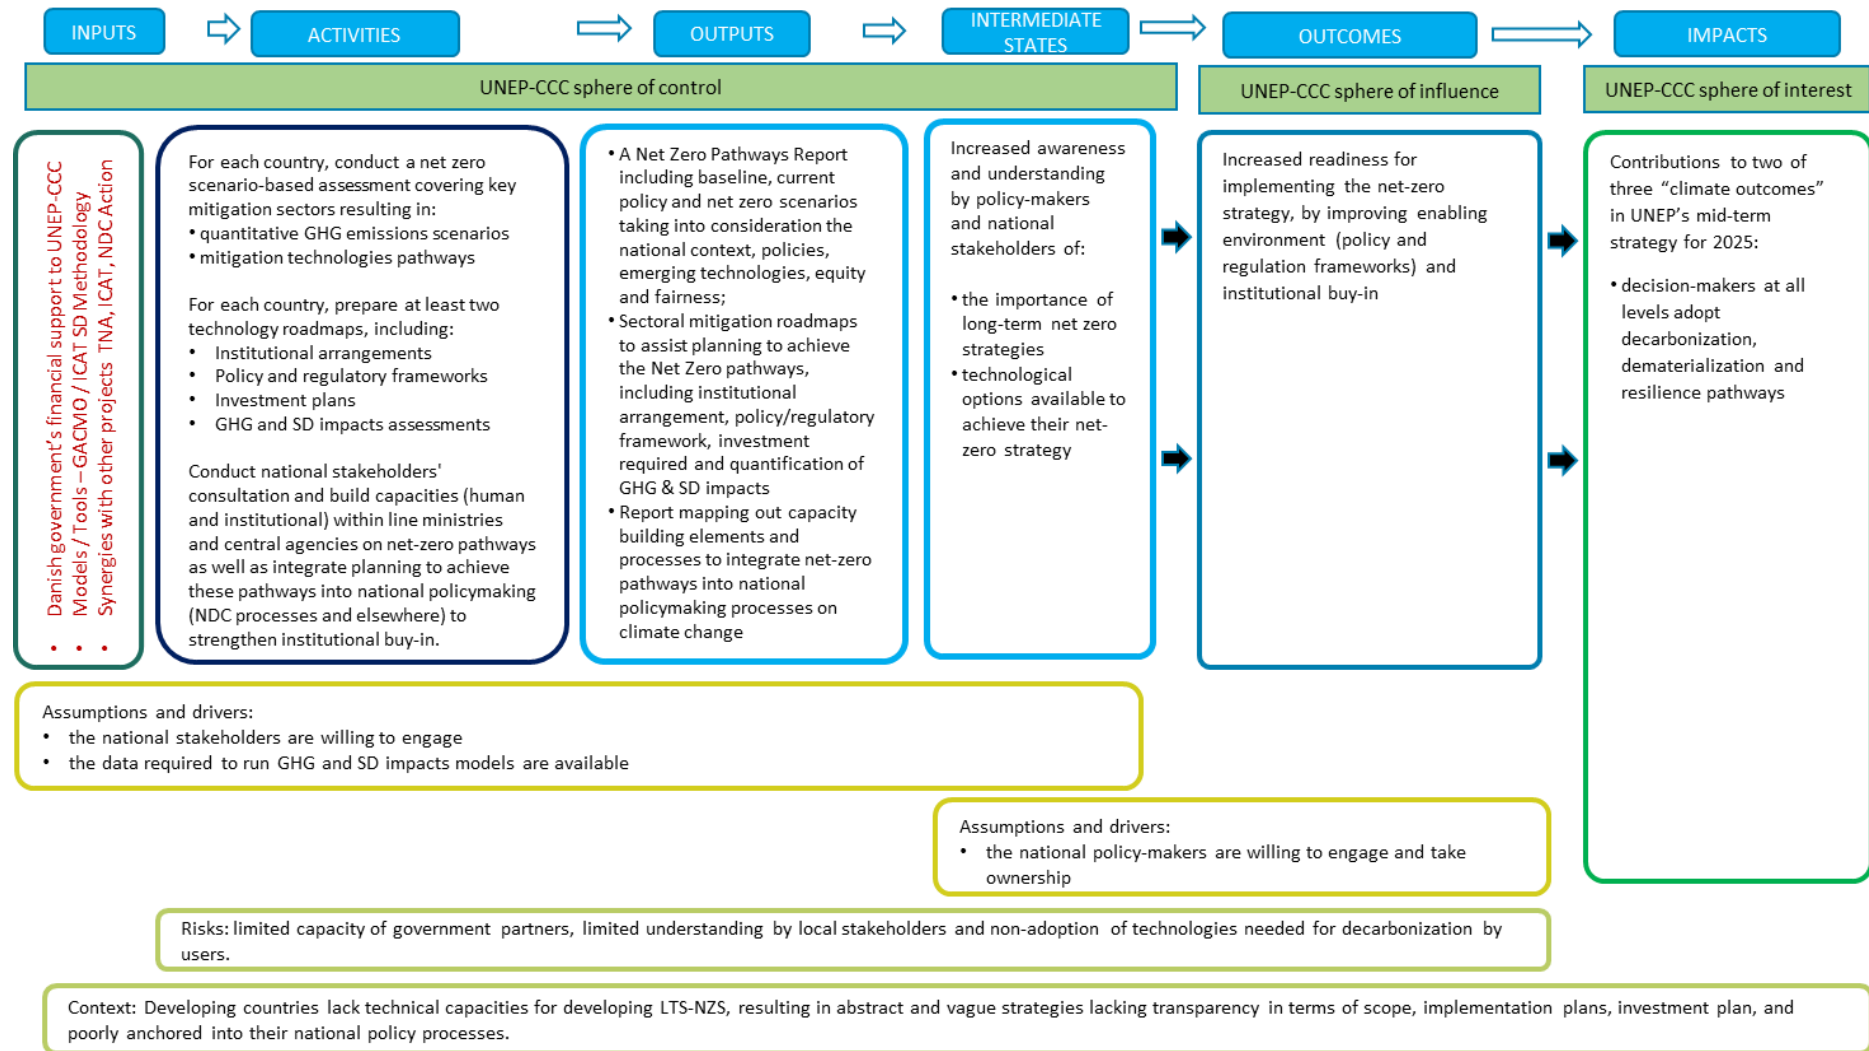 INPUTS
ACTIVITIES
OUTPUTS
INTERMEDIATE
STATES
OUTCOMES
IMPACTS
UNEP-CCC sphere of control
UNEP-CCC sphere of influence
UNEP-CCC sphere of interest
• Danish government's financial support to UNEP-CCC
• Models / Tools – GACMO / ICAT SD Methodology
• Synergies with other projects TNA, ICAT, NDC Action
For each country, conduct a net zero
scenario-based assessment covering key
mitigation sectors resulting in:
• quantitative GHG emissions scenarios
• mitigation technologies pathways
For each country, prepare at least two
technology roadmaps, including:
• Institutional arrangements
• Policy and regulatory frameworks
• Investment plans
• GHG and SD impacts assessments
Conduct national stakeholders'
consultation and build capacities (human
and institutional) within line ministries
and central agencies on net-zero pathways
as well as integrate planning to achieve
these pathways into national policymaking
(NDC processes and elsewhere) to
strengthen institutional buy-in.
• A Net Zero Pathways Report
including baseline, current
policy and net zero scenarios
taking into consideration the
national context, policies,
emerging technologies, equity
and fairness;
• Sectoral mitigation roadmaps
to assist planning to achieve
the Net Zero pathways,
including institutional
arrangement, policy/regulatory
framework, investment
required and quantification of
GHG & SD impacts
• Report mapping out capacity
building elements and
processes to integrate net-zero
pathways into national
policymaking processes on
climate change
Increased awareness
and understanding
by policy-makers
and national
stakeholders of:
• the importance of
long-term net zero
strategies
• technological
options available to
achieve their net-
zero strategy
Increased readiness for
implementing the net-zero
strategy, by improving enabling
environment (policy and
regulation frameworks) and
institutional buy-in
Contributions to two of
three “climate outcomes”
in UNEP’s mid-term
strategy for 2025:
• decision-makers at all
levels adopt
decarbonization,
dematerialization and
resilience pathways
Assumptions and drivers:
• the national stakeholders are willing to engage
• the data required to run GHG and SD impacts models are available
Assumptions and drivers:
• the national policy-makers are willing to engage and take
ownership
Risks: limited capacity of government partners, limited understanding by local stakeholders and non-adoption of technologies needed for decarbonization by
users.
Context: Developing countries lack technical capacities for developing LTS-NZS, resulting in abstract and vague strategies lacking transparency in terms of scope, implementation plans, investment plan, and
poorly anchored into their national policy processes.